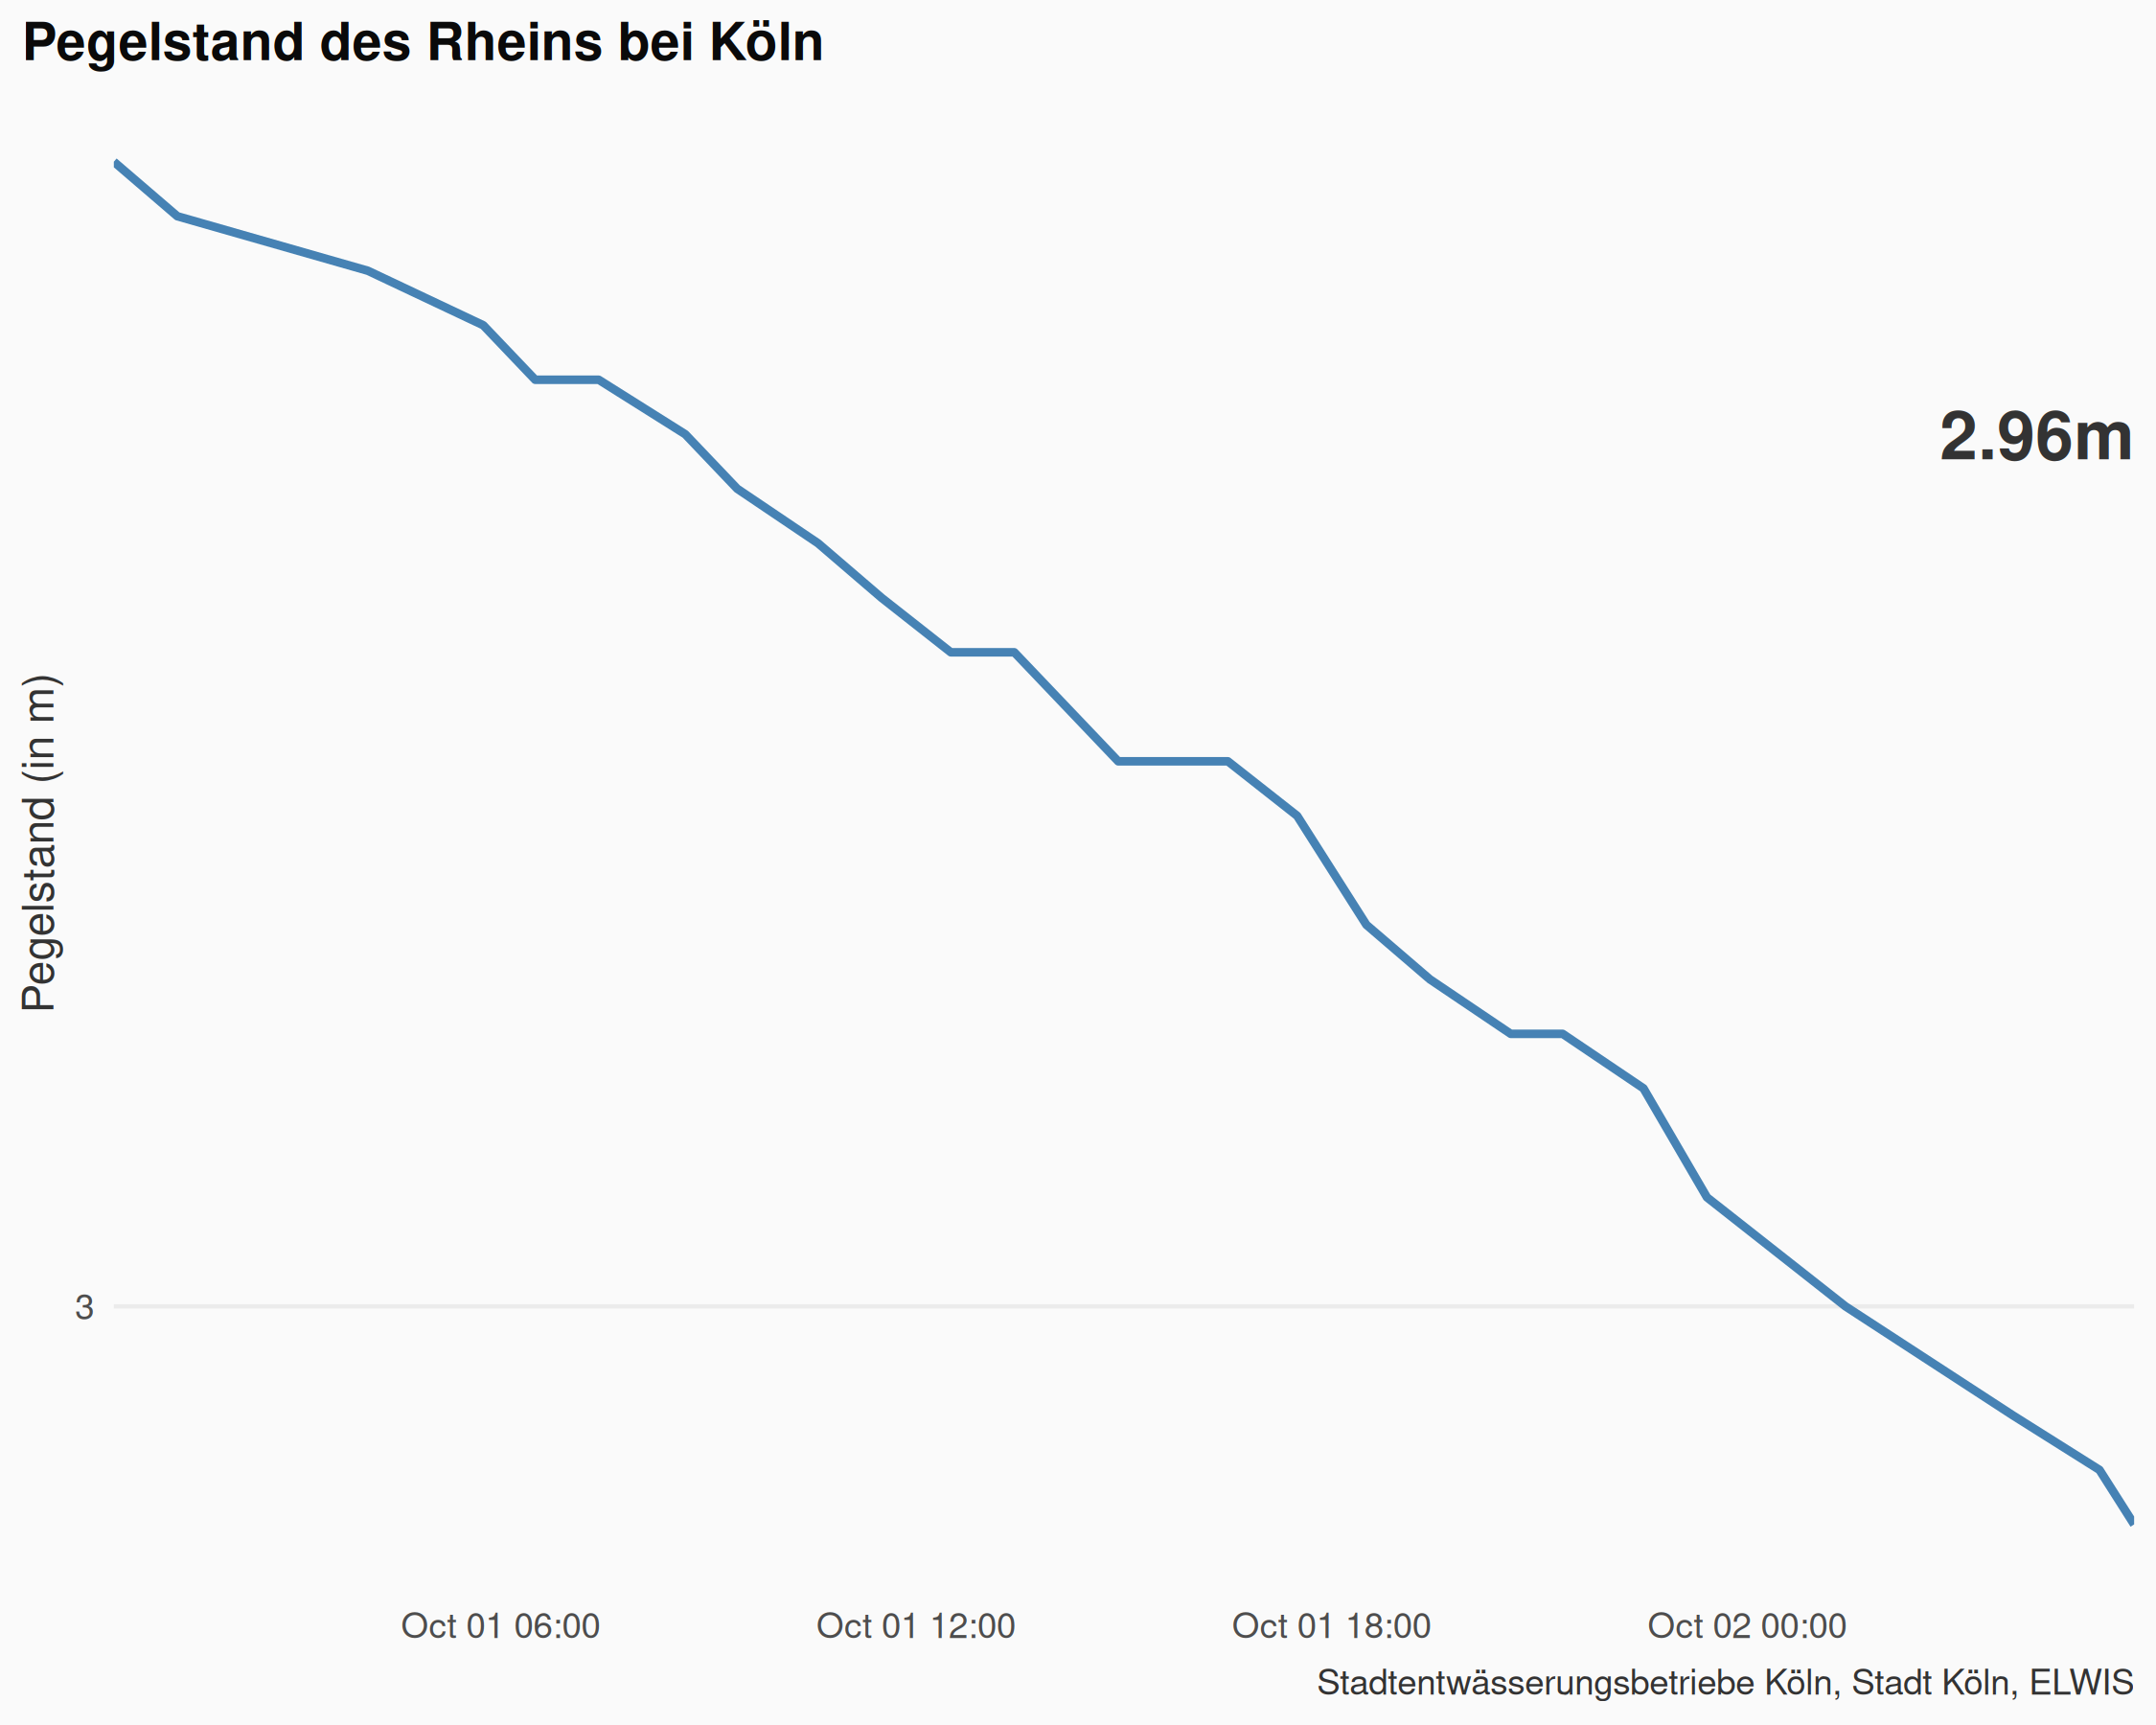 Pegelstand des Rheins bei Köln
2.96m
Pegelstand (in m)
3
Oct 01 06:00
Oct 01 12:00
Oct 01 18:00
Oct 02 00:00
Stadtentwässerungsbetriebe Köln, Stadt Köln, ELWIS